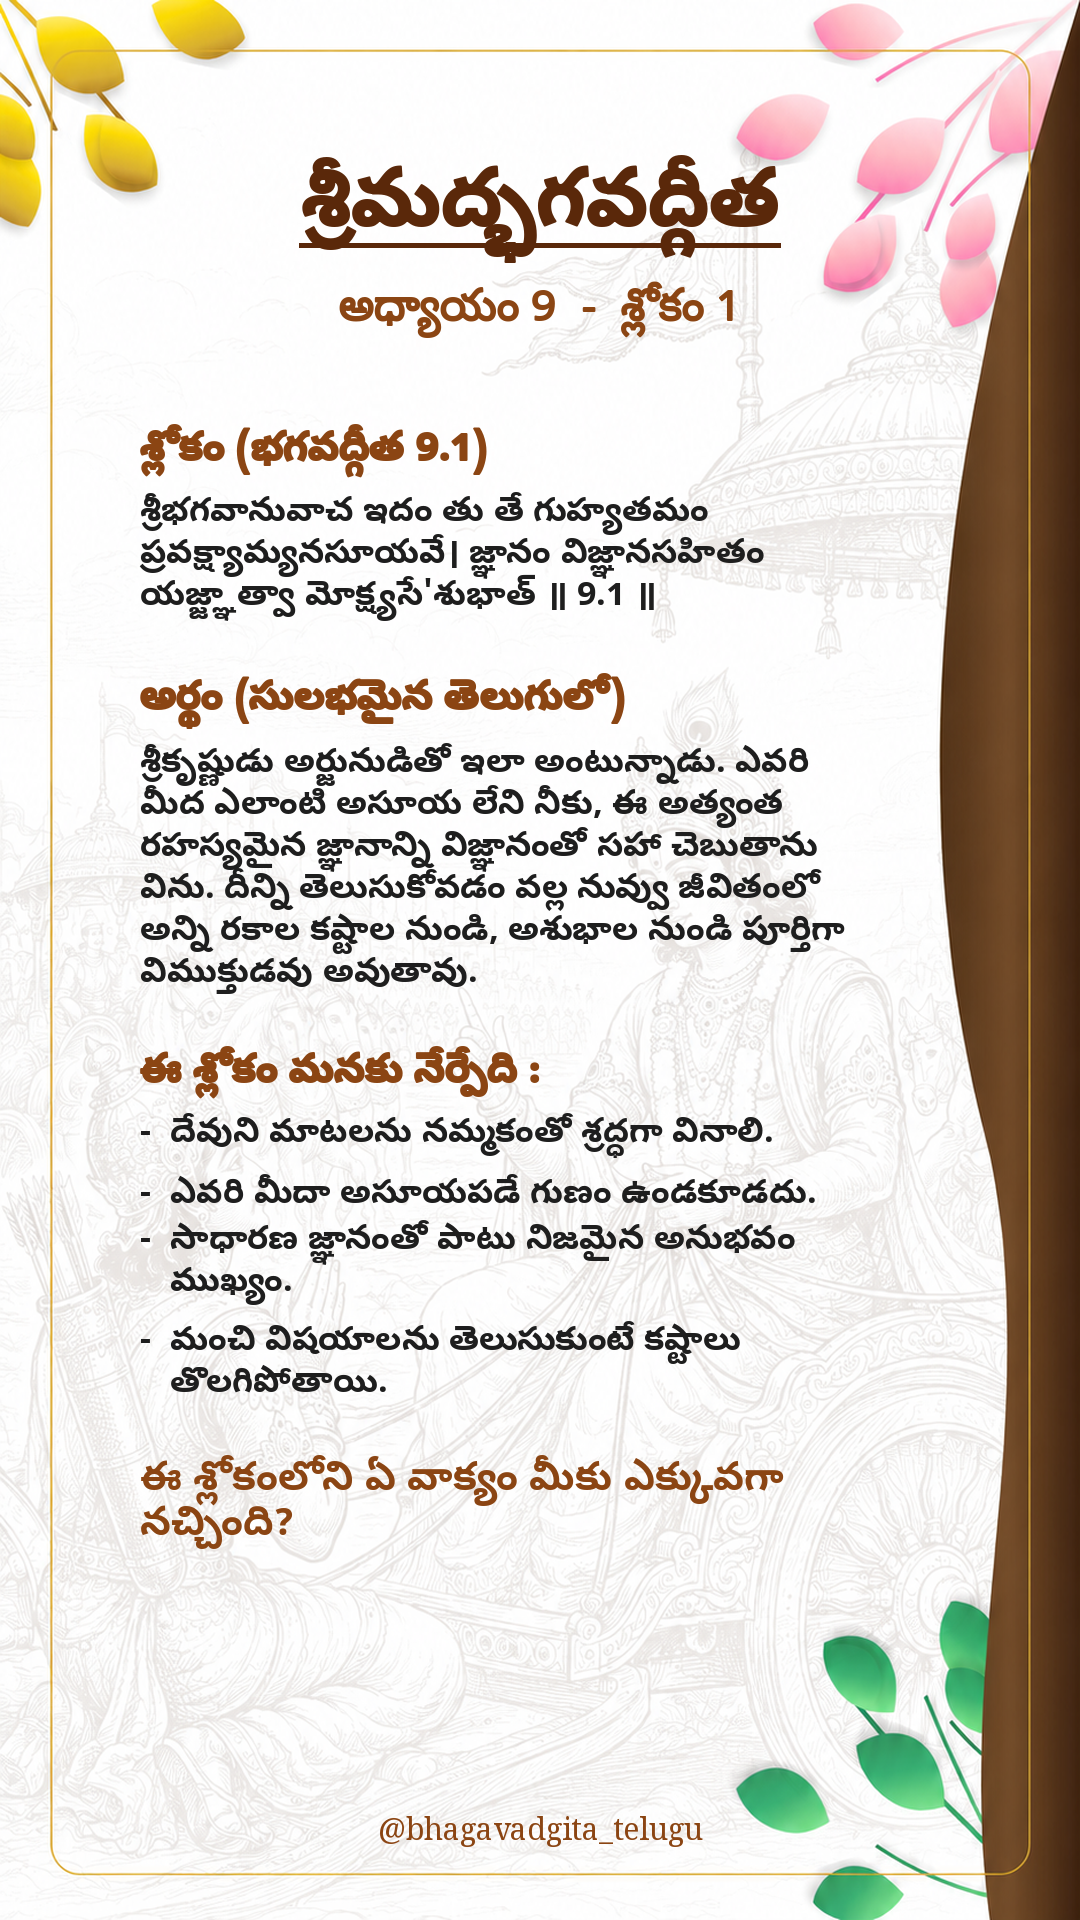 శ్రీమద్భగవద్గీత
అధ్యాయం 9 - శ్లోకం 1
శ్లోకం (భగవద్గీత 9.1)
శ్రీభగవానువాచ ఇదం తు తే గుహ్యతమం
ప్రవక్ష్యామ్యనసూయవే| జ్ఞానం విజ్ఞానసహితం
యజ్జ్ఞాత్వా మోక్ష్యసే'శుభాత్ ॥ 9.1 ॥
అర్థం (సులభమైన తెలుగులో)
శ్రీకృష్ణుడు అర్జునుడితో ఇలా అంటున్నాడు. ఎవరి
మీద ఎలాంటి అసూయ లేని నీకు, ఈ అత్యంత
రహస్యమైన జ్ఞానాన్ని విజ్ఞానంతో సహా చెబుతాను
విను. దీన్ని తెలుసుకోవడం వల్ల నువ్వు జీవితంలో
అన్ని రకాల కష్టాల నుండి, అశుభాల నుండి పూర్తిగా
విముక్తుడవు అవుతావు.
ఈ శ్లోకం మనకు నేర్పేది :
- దేవుని మాటలను నమ్మకంతో శ్రద్ధగా వినాలి.
- ఎవరి మీదా అసూయపడే గుణం ఉండకూడదు.
- సాధారణ జ్ఞానంతో పాటు నిజమైన అనుభవం
ముఖ్యం.
- మంచి విషయాలను తెలుసుకుంటే కష్టాలు
తొలగిపోతాయి.
ఈ శ్లోకంలోని ఏ వాక్యం మీకు ఎక్కువగా
నచ్చింది?
@bhagavadgita_telugu